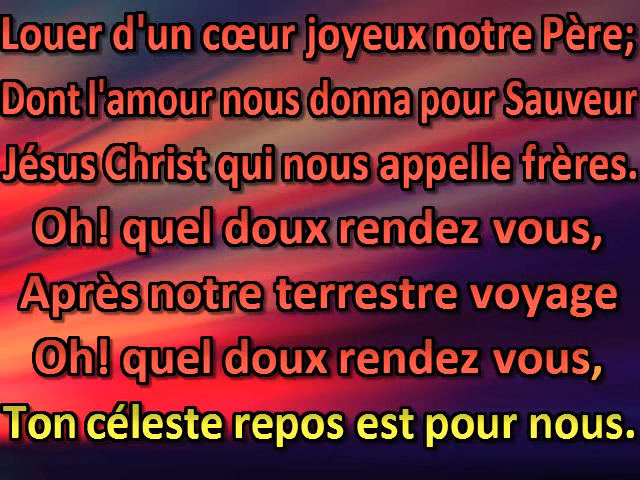 Louer d'un cœur joyeux notre Père;
Dont l'amour nous donna pour Sauveur
Jésus Christ qui nous appelle frères.
Oh! quel doux rendez vous,
Après notre terrestre voyage
Oh! quel doux rendez vous,
Ton céleste repos est pour nous.